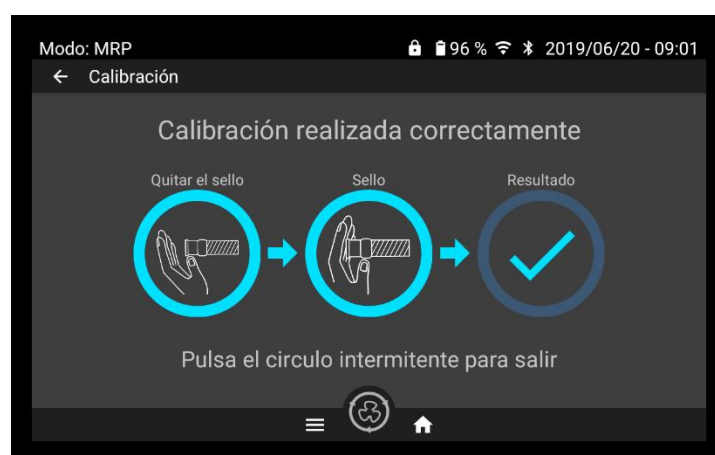 Modo: MRP 96 % 2019/06/20 - 09:01
Calibración
Calibración realizada correctamente
Quitar el sello Sello Resultado
Pulsa el circulo intermitente para salir